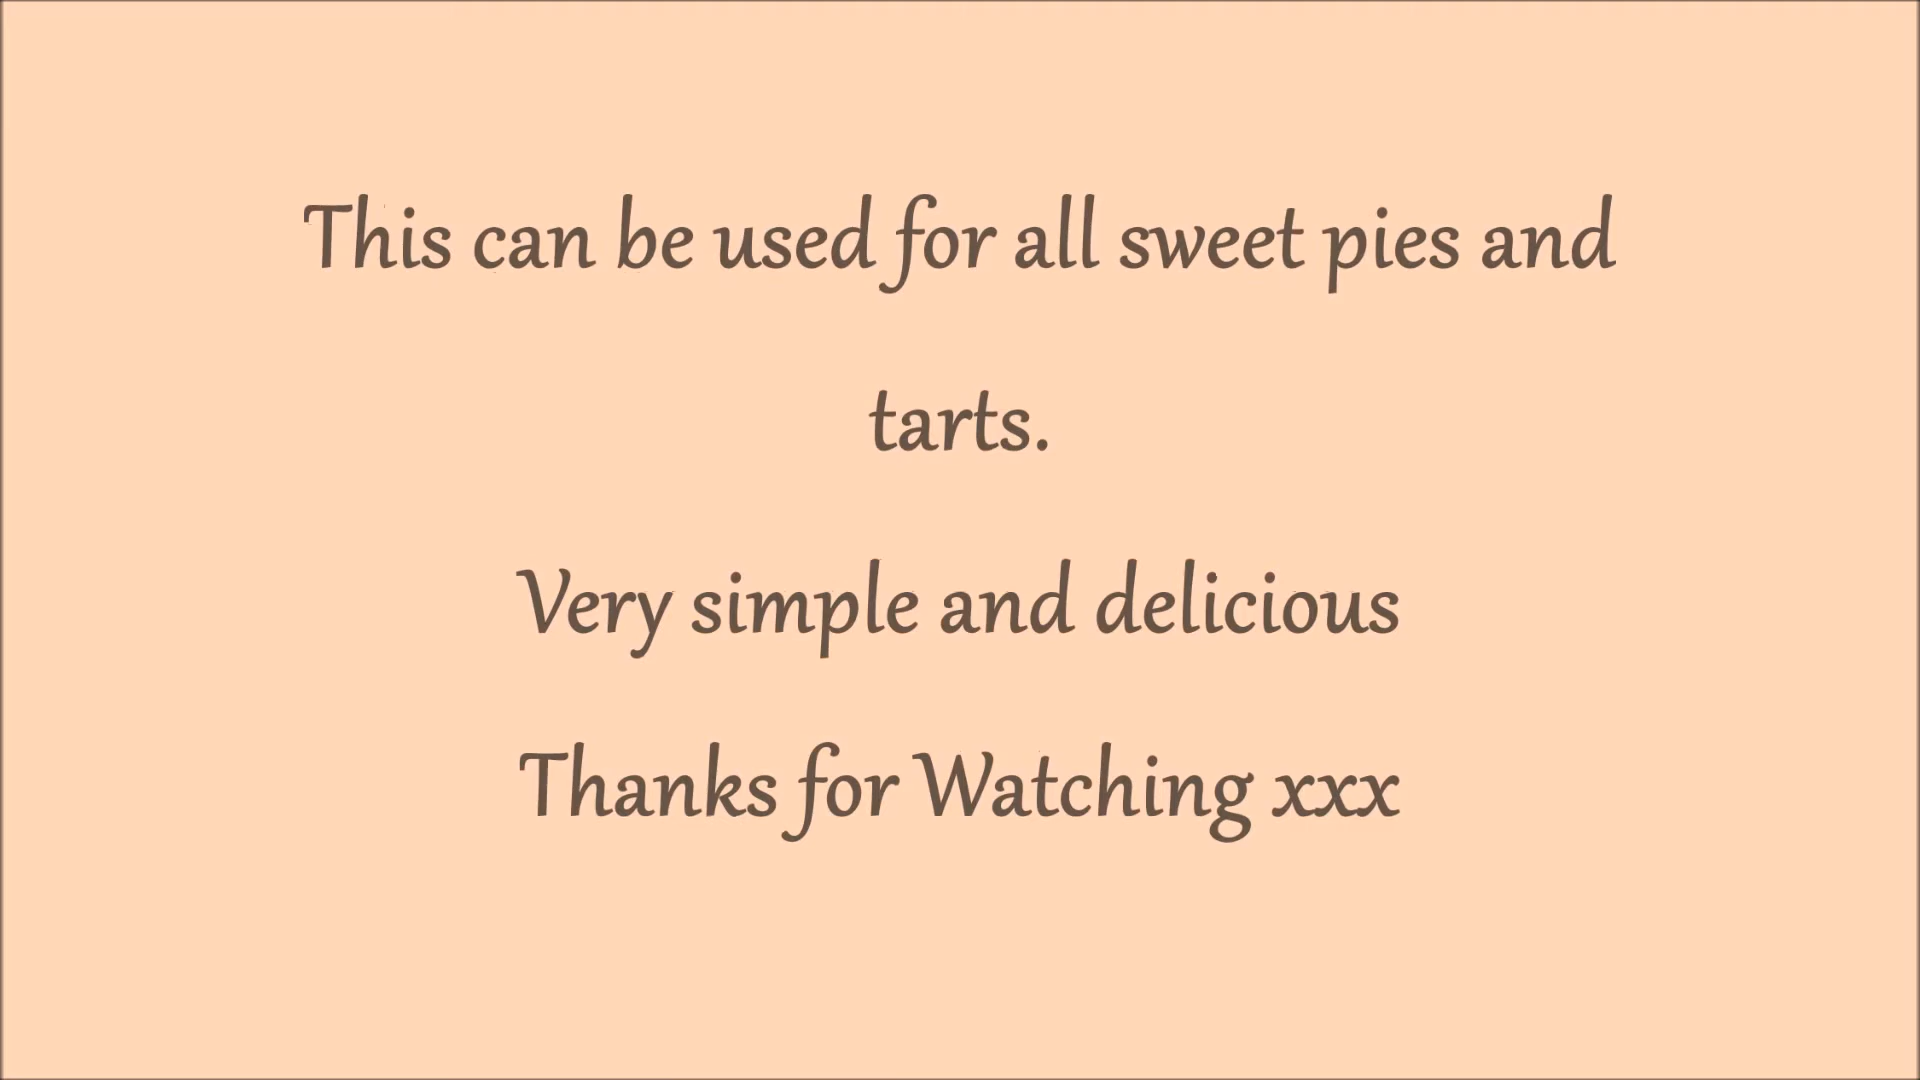 This can be used for all sweet pies and
tarts.
Very simple and delicious
Thanks for Watching xxx